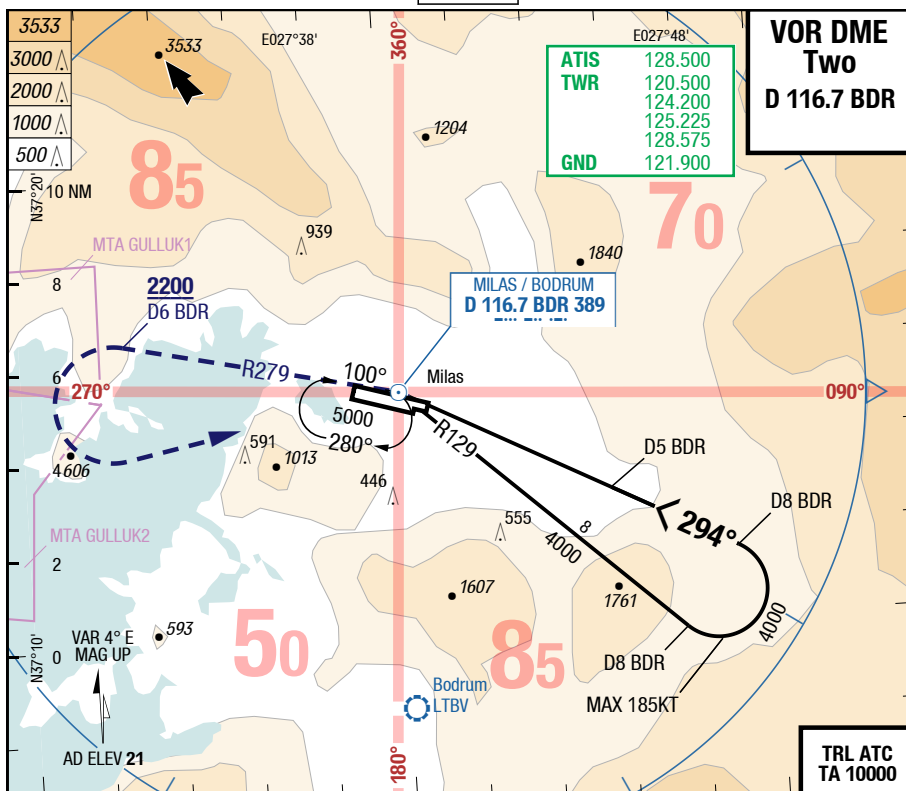 3533
3000
2000
1000
500
3533
E027°38'
360°
E027°48'
ATIS 128.500
TWR 120.500
124.200
125.225
128.575
GND 121.900
VOR DME
Two
D 116.7 BDR
1204
85
70
N37°20'
10 NM
939
1840
MTA GULLUK1
8
2200
D6 BDR
MILAS / BODRUM
D 116.7 BDR 389
R279
100°
Milas
6
270°
090°
5000
280°
R129
591
1013
4
606
446
D5 BDR
D8 BDR
294°
MTA GULLUK2
555
8
4000
2
1607
1761
4000
593
50
85
VAR 4° E
MAG UP
N37°10'
0
D8 BDR
MAX 185KT
Bodrum
LTBV
AD ELEV 21
180°
TRL ATC
TA 10000